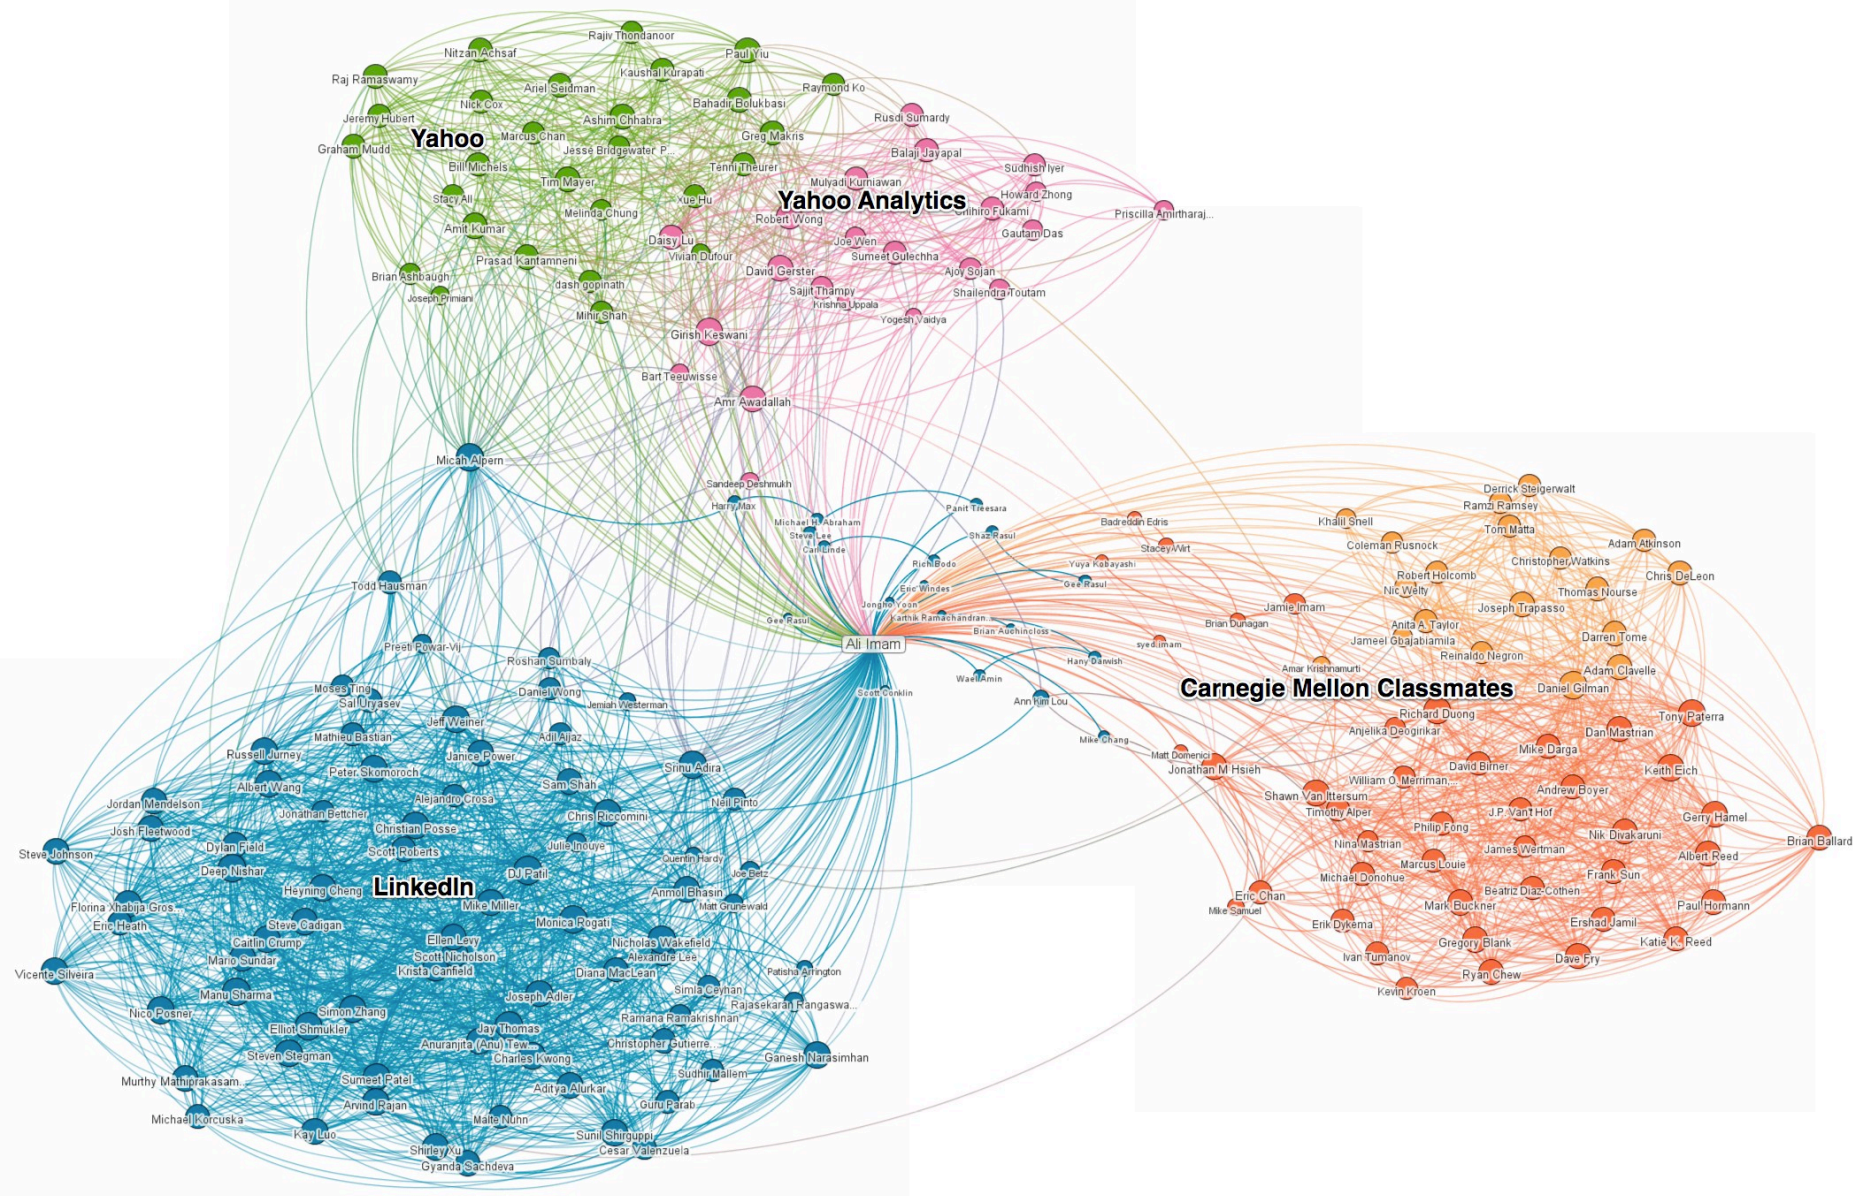 Rajiv Thondanoor
Nitzan Achsaf
Paul Yiu
Raj Ramaswamy
Kaushal Kurapati
Ariel Seidman
Raymond Ko
Nick Cox
Bahadir Bolukbasi
Jeremy Hubert
Ashim Chhabra
Rusdi Sumardy
Yahoo
Marcus Chan
Greg Makris
Graham Mudd
Jesse Bridgewater P...
Balaji Jayapal
Bill Michels
Tenni Theurer
Sudhish Iyer
Tim Mayer
Mulyadi Kurniawan
Stacy Ali
Xue Hu
Yahoo Analytics
Howard Zhong
Melinda Chung
Robert Wong
Chihiro Fukami
Priscilla Amirtharaj...
Amit Kumar
Gautam Das
Daisy Lu
Joe Wen
Vivian Dufour
Sumeet Gulechha
Prasad Kantamneni
Brian Ashbaugh
David Gerster
Ajoy Sojan
dash gopinath
Joseph Primiani
Sajjit Thampy
Shailendra Toutam
Krishna Uppala
Mihir Shah
Yogesh Vaidya
Girish Keswani
Bart Teeuwisse
Amr Awadallah
Micah Alpern
Sandeep Deshmukh
Harry Max
Panit Treesara
Derrick Steigerwalt
Ramzi Ramsey
Michael H. Abraham
Badreddin Edris
Khalil Snell
Steve Lee
Shaz Rasul
Tom Matta
Carl Linde
Stacey Wirt
Coleman Rusnock
Adam Atkinson
Rich Bodo
Yuya Kobayashi
Christopher Watkins
Todd Hausman
Eric Windes
Gee Rasul
Robert Holcomb
Chris DeLeon
Nic Welty
Thomas Nourse
Jongho Yoon
Jamie Imam
Joseph Trapasso
Gee Rasul
Karthik Ramachandran
Brian Dunagan
Anita A. Taylor
Brian Auchincloss
Jameel Gbajabiamila
Darren Tome
Ali Imam
syed imam
Preeti Powar-Vij
Reinaldo Negron
Roshan Sumbaly
Hany Darwish
Amar Krishnamurti
Adam Clavelle
Wael Amin
Moses Ting
Daniel Wong
Scott Conklin
Carnegie Mellon Classmates
Daniel Gilman
Sal Uryasev
Jemiah Westerman
Ann Kim Lou
Richard Duong
Tony Paterra
Jeff Weiner
Anjelika Deogirikar
Dan Mastrian
Mathieu Bastian
Adil Aijaz
Mike Chang
Russell Jurney
Janice Power
Matt Domenici
Mike Darga
Peter Skomoroch
Srinu Adira
Jonathan M Hsieh
David Birner
Keith Eich
Albert Wang
Sam Shah
William O. Merriman,...
Andrew Boyer
Jordan Mendelson
Alejandro Crosa
Neil Pinto
Shawn Van Ittersum
Jonathan Bettcher
Chris Riccomini
Timothy Alper
J.P. Van't Hof
Gerry Hamel
Josh Fleetwood
Christian Posse
Philip Fong
Nik Divakaruni
Dylan Field
Julie Inouye
Nina Mastrian
James Wertman
Brian Ballard
Steve Johnson
Scott Roberts
Quentin Hardy
Marcus Louie
Albert Reed
Deep Nishar
DJ Patil
Joe Betz
Michael Donohue
Frank Sun
Heyning Cheng
LinkedIn
Anmol Bhasin
Eric Chan
Beatriz Diaz-Cothen
Florina Xhabija Gros...
Mike Miller
Matt Grunewald
Mike Samuel
Mark Buckner
Paul Hormann
Eric Heath
Steve Cadigan
Monica Rogati
Erik Dykema
Ershad Jamil
Caitlin Crump
Ellen Levy
Nicholas Wakefield
Gregory Blank
Katie K. Reed
Mario Sundar
Scott Nicholson
Alexandre Lee
Ivan Tumanov
Dave Fry
Vicente Silveira
Krista Canfield
Diana MacLean
Patisha Arrington
Ryan Chew
Manu Sharma
Joseph Adler
Simla Ceyhan
Kevin Kroen
Nico Posner
Simon Zhang
Rajasekaran Rangaswa...
Elliot Shmukler
Jay Thomas
Ramana Ramakrishnan
Anuranjita (Anu) Tew...
Christopher Gutierre...
Steven Stegman
Charles Kwong
Ganesh Narasimhan
Murthy Mathiprakasam...
Sumeet Patel
Aditya Alurkar
Sudhir Mallem
Arvind Rajan
Guru Parab
Michael Korcuska
Malte Nuhn
Kay Luo
Sunil Shirguppi
Shirley Xu
Cesar Valenzuela
Gyanda Sachdeva